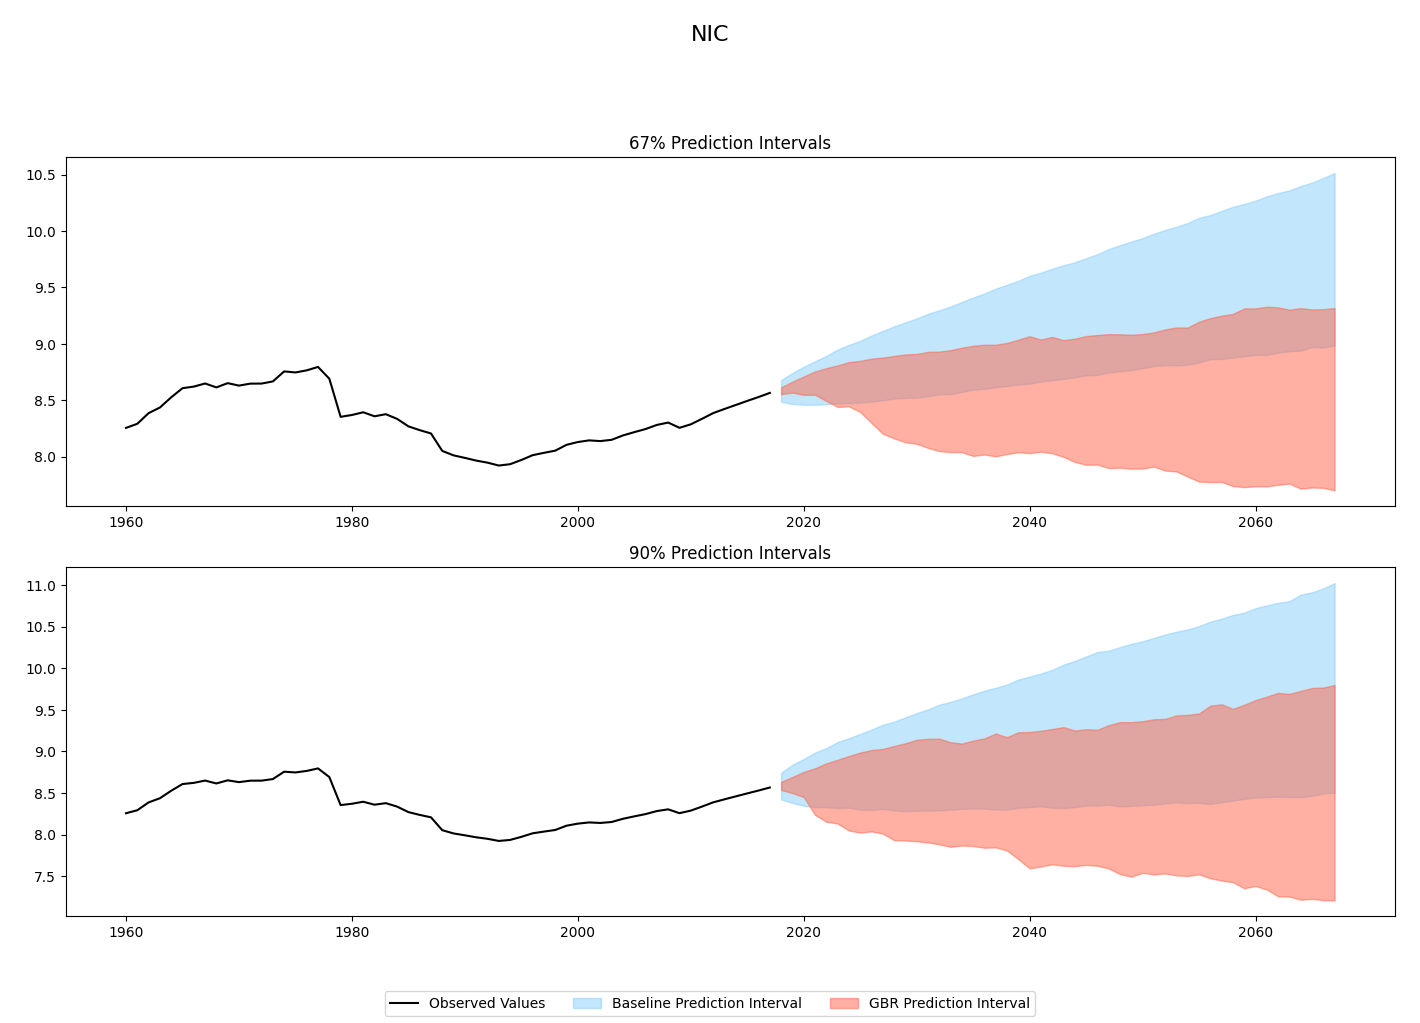 NIC
67% Prediction Intervals
10.5
10.0
9.5
9.0
8.5
8.0
1960 1980 2000 2020 2040 2060
90% Prediction Intervals
11.0
10.5
10.0
9.5
9.0
8.5
8.0
7.5
1960 1980 2000 2020 2040 2060
Observed Values Baseline Prediction Interval GBR Prediction Interval